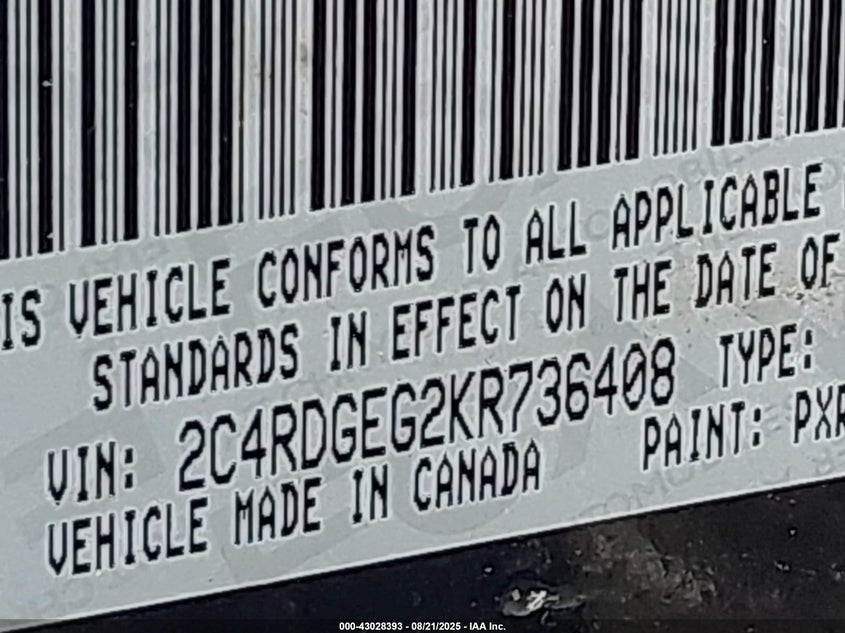 IS VEHICLE CONFORMS TO ALL APPLICABLE
STANDARDS IN EFFECT ON THE DATE OF
VIN: 2C4RDGEG2KR736408 TYPE:
VEHICLE MADE IN CANADA PAINT: PXR
000-43028393 - 08/21/2025 - IAA Inc.